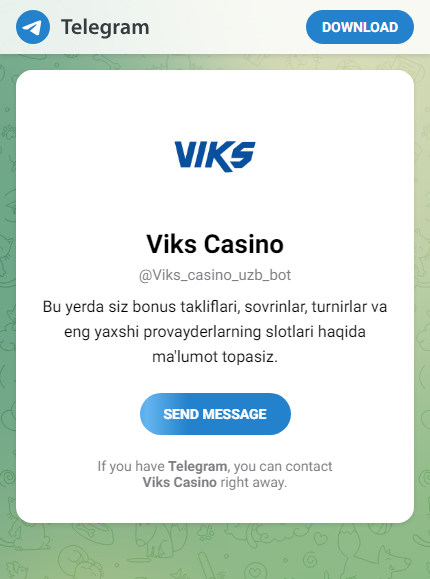 Telegram
DOWNLOAD
VIKS
Viks Casino
@Viks_casino_uzb_bot
Bu yerda siz bonus takliflari, sovrinlar, turnirlar va
eng yaxshi provayderlarning slotlari haqida
ma'lumot topasiz.
SEND MESSAGE
If you have Telegram, you can contact
Viks Casino right away.